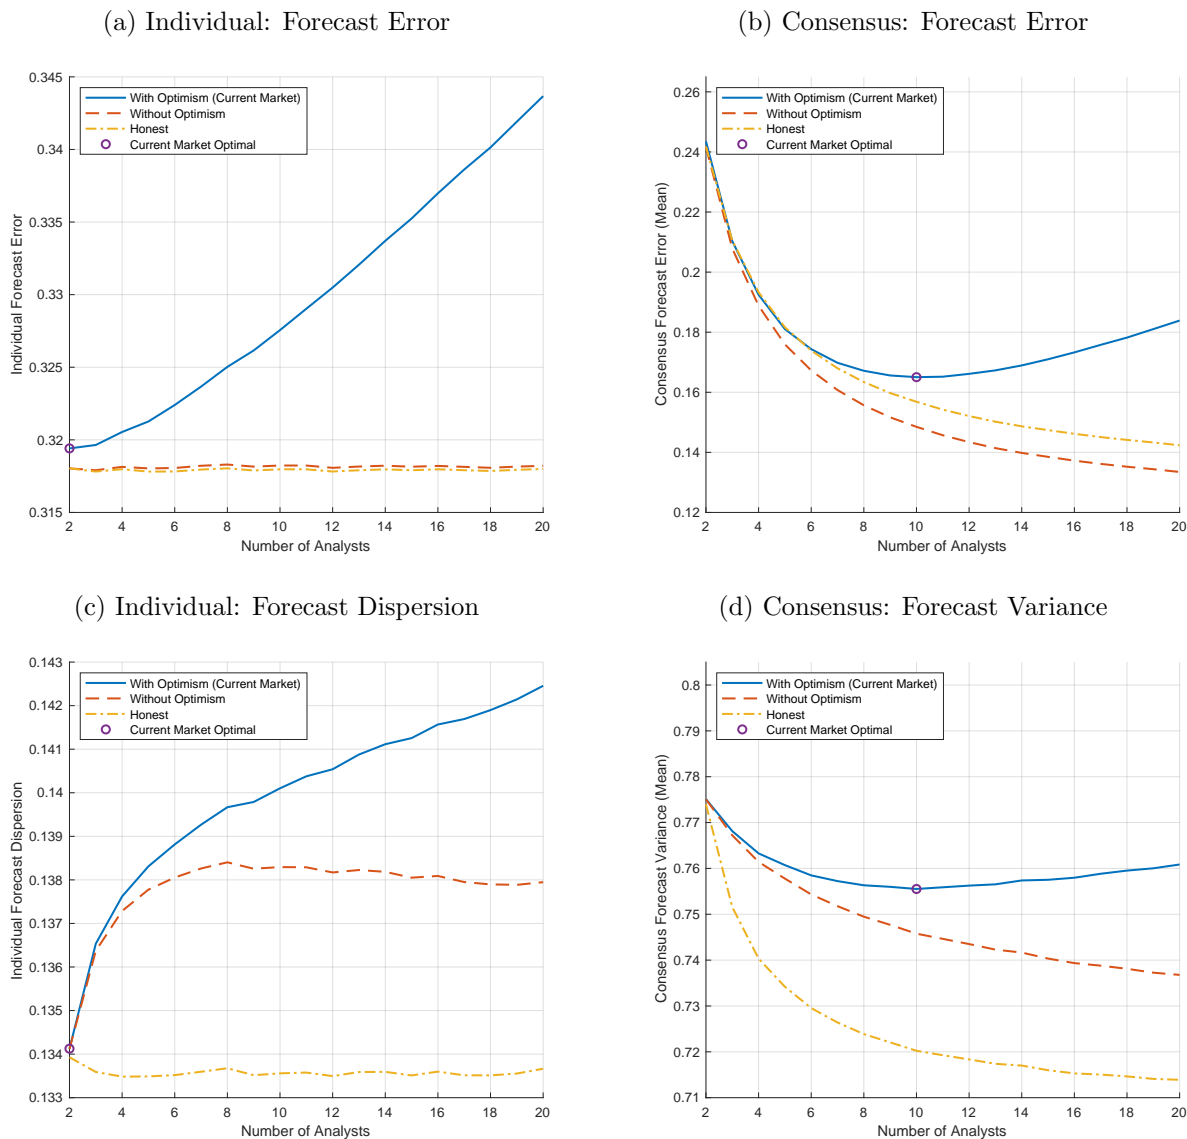 (a) Individual: Forecast Error
0.345
0.34
0.335
0.33
0.325
0.32
0.315
Individual Forecast Error
With Optimism (Current Market)
Without Optimism
Honest
Current Market Optimal
2 4 6 8 10 12 14 16 18 20
Number of Analysts
(b) Consensus: Forecast Error
0.26
0.24
0.22
0.2
0.18
0.16
0.14
0.12
Consensus Forecast Error (Mean)
With Optimism (Current Market)
Without Optimism
Honest
Current Market Optimal
2 4 6 8 10 12 14 16 18 20
Number of Analysts
(c) Individual: Forecast Dispersion
0.143
0.142
0.141
0.14
0.139
0.138
0.137
0.136
0.135
0.134
0.133
Individual Forecast Dispersion
With Optimism (Current Market)
Without Optimism
Honest
Current Market Optimal
2 4 6 8 10 12 14 16 18 20
Number of Analysts
(d) Consensus: Forecast Variance
0.8
0.79
0.78
0.77
0.76
0.75
0.74
0.73
0.72
0.71
Consensus Forecast Variance (Mean)
With Optimism (Current Market)
Without Optimism
Honest
Current Market Optimal
2 4 6 8 10 12 14 16 18 20
Number of Analysts